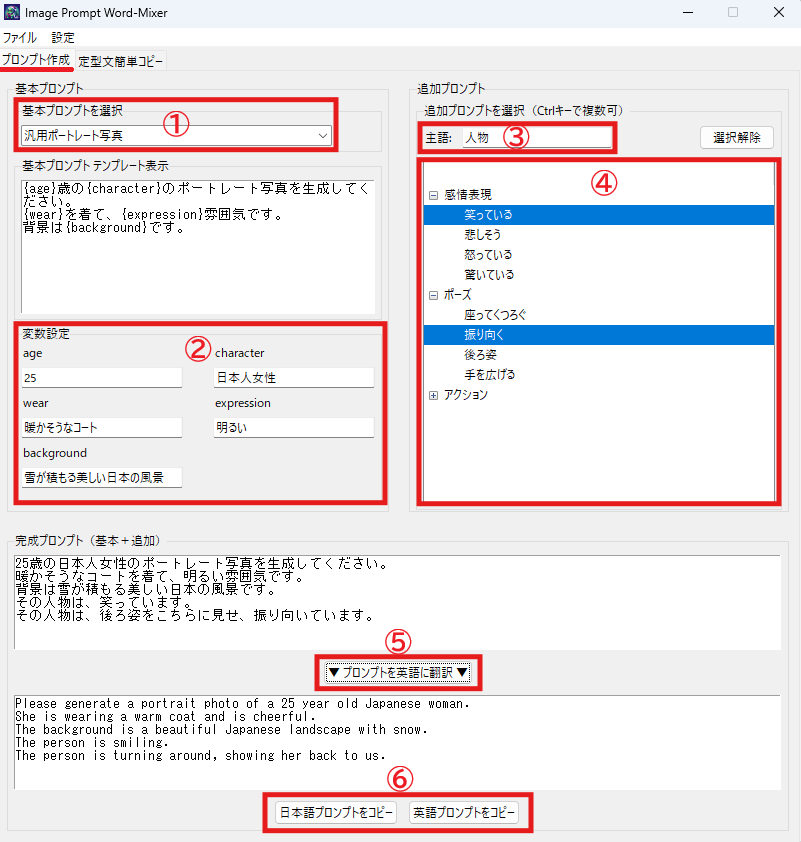 Image Prompt Word-Mixer
ファイル 設定
プロンプト作成 定型文簡単コピー
基本プロンプト
基本プロンプトを選択
①
汎用ポートレート写真
基本プロンプト テンプレート表示
{age}歳の{character}のポートレート写真を生成してく
ださい。
{wear}を着て、{expression}雰囲気です。
背景は{background}です。
変数設定
②
age character
25 日本人女性
wear expression
暖かそうなコート 明るい
background
雪が積もる美しい日本の風景
追加プロンプト
追加プロンプトを選択（Ctrlキーで複数可）
主語: 人物 ③ 選択解除
④
感情表現
笑っている
悲しそう
怒っている
驚いている
ポーズ
座ってくつろぐ
振り向く
後ろ姿
手を広げる
アクション
完成プロンプト（基本＋追加）
25歳の日本人女性のポートレート写真を生成してください。
暖かそうなコートを着て、明るい雰囲気です。
背景は雪が積もる美しい日本の風景です。
その人物は、笑っています。
その人物は、後ろ姿をこちらに見せ、振り向いています。
⑤
▼ プロンプトを英語に翻訳 ▼
Please generate a portrait photo of a 25 year old Japanese woman.
She is wearing a warm coat and is cheerful.
The background is a beautiful Japanese landscape with snow.
The person is smiling.
The person is turning around, showing her back to us.
⑥
日本語プロンプトをコピー 英語プロンプトをコピー